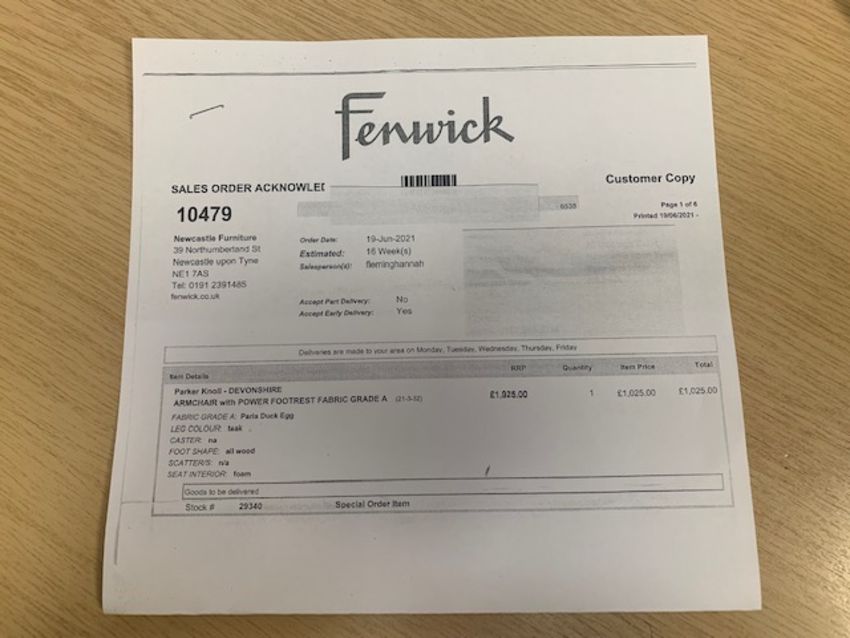 Fenwick
SALES ORDER ACKNOWLED
Customer Copy
10479
6535
Page 1 of 6
Printed 19/06/2021 -
Newcastle Furniture
39 Northumberland St
Newcastle upon Tyne
NE1 7AS
Tel: 0191 2391485
fenwick.co.uk
Order Date: 19-Jun-2021
Estimated: 16 Week(s)
Salesperson(s): fleminghannah
Accept Part Delivery: No
Accept Early Delivery: Yes
Deliveries are made to your area on Monday, Tuesday, Wednesday, Thursday, Friday
Item Details RRP Quantity Item Price Total
Parker Knoll - DEVONSHIRE
ARMCHAIR with POWER FOOTREST FABRIC GRADE A (21-3-52) £1,025.00 1 £1,025.00 £1,025.00
FABRIC GRADE A: Paris Duck Egg
LEG COLOUR: teak
CASTER: na
FOOT SHAPE: all wood
SCATTER/S: n/a
SEAT INTERIOR: foam
Goods to be delivered
Stock # 29340 Special Order Item